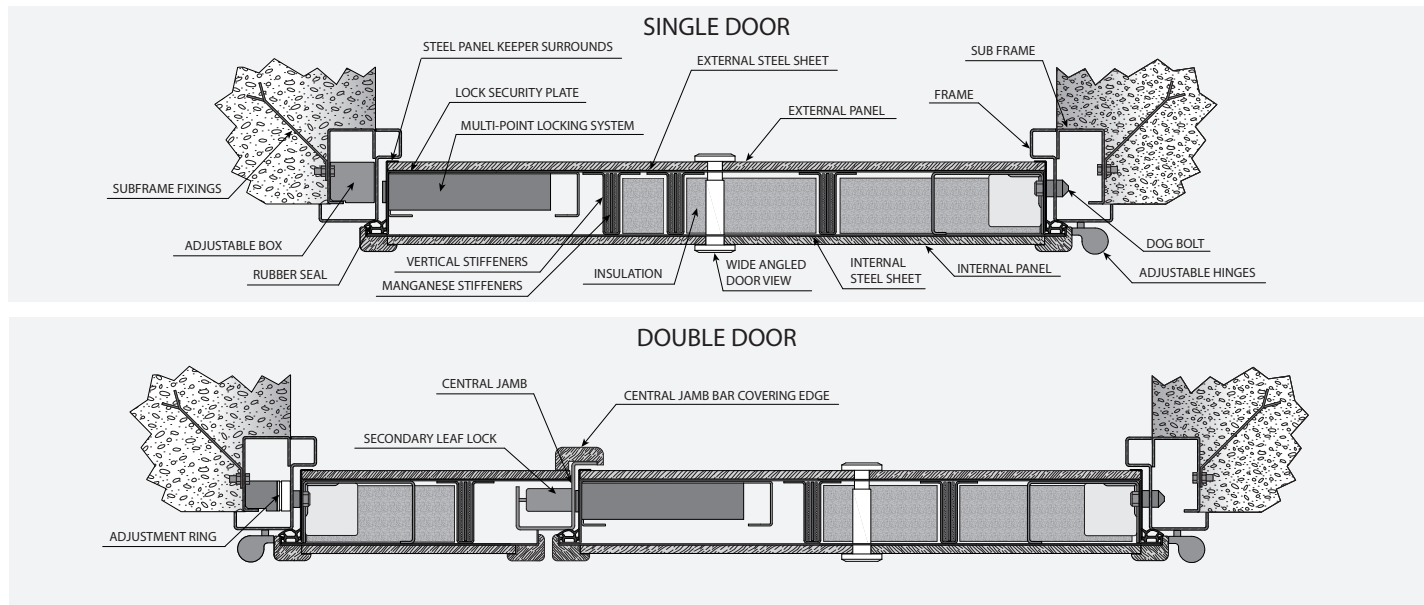 SINGLE DOOR
STEEL PANEL KEEPER SURROUNDS
SUB FRAME
EXTERNAL STEEL SHEET
LOCK SECURITY PLATE
FRAME
EXTERNAL PANEL
MULTI-POINT LOCKING SYSTEM
SUBFRAME FIXINGS
ADJUSTABLE BOX
DOG BOLT
RUBBER SEAL
VERTICAL STIFFENERS
MANGANESE STIFFENERS
INSULATION
WIDE ANGLED
DOOR VIEW
INTERNAL
STEEL SHEET
INTERNAL PANEL
ADJUSTABLE HINGES
DOUBLE DOOR
CENTRAL JAMB
CENTRAL JAMB BAR COVERING EDGE
SECONDARY LEAF LOCK
ADJUSTMENT RING